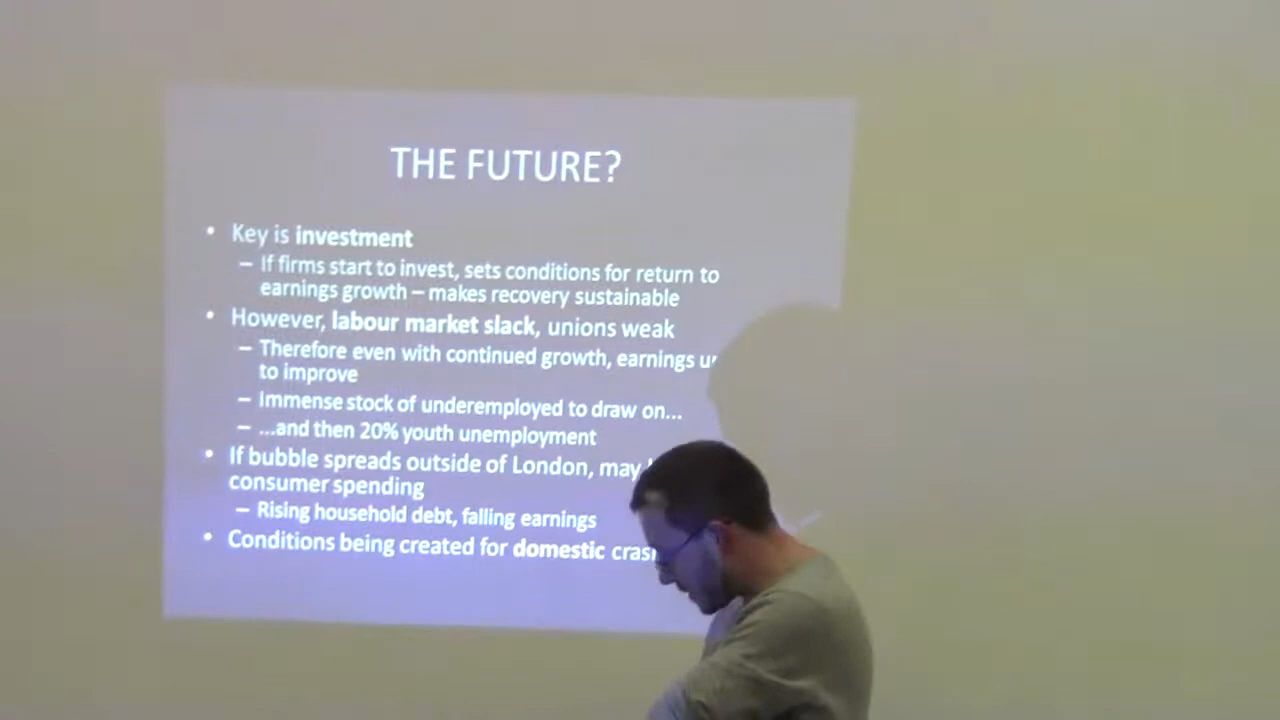 THE FUTURE?
• Key is investment
– If firms start to invest, sets conditions for return to
earnings growth – makes recovery sustainable
• However, labour market slack, unions weak
– Therefore even with continued growth, earnings
to improve
– Immense stock of underemployed to draw on...
– ...and then 20% youth unemployment
• If bubble spreads outside of London, may
consumer spending
– Rising household debt, falling earnings
• Conditions being created for domestic